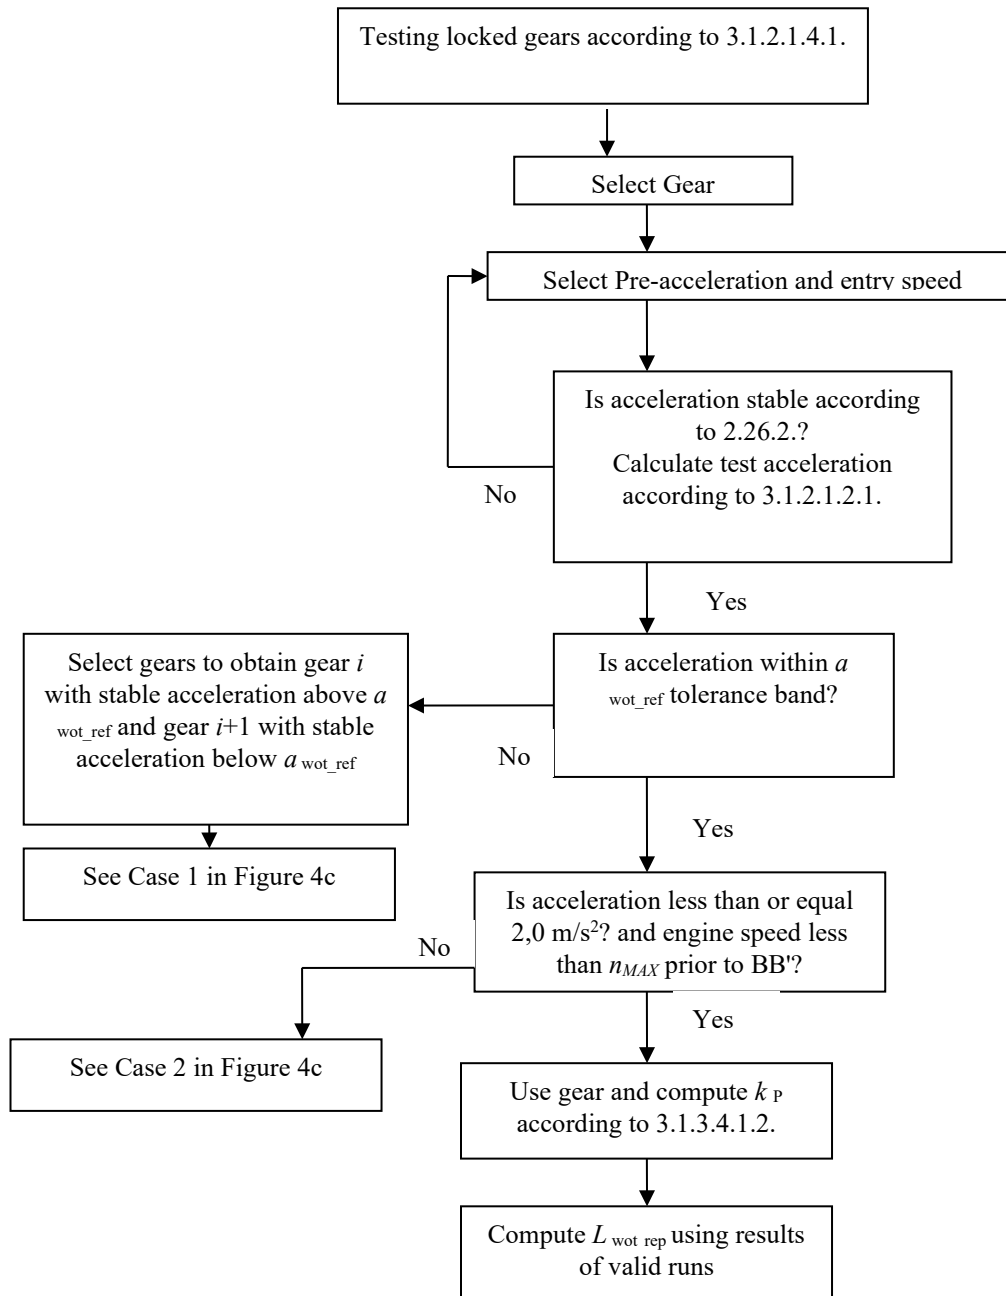 Testing locked gears according to 3.1.2.1.4.1.
Select Gear
Select Pre-acceleration and entry speed
Is acceleration stable according
to 2.26.2.?
Calculate test acceleration
according to 3.1.2.1.2.1.
No
Yes
Select gears to obtain gear i
with stable acceleration above a
wot_ref and gear i+1 with stable
acceleration below a wot_ref
Is acceleration within a
wot_ref tolerance band?
No
Yes
See Case 1 in Figure 4c
Is acceleration less than or equal
2,0 m/s²? and engine speed less
than nMAX prior to BB'?
No
Yes
See Case 2 in Figure 4c
Use gear and compute k P
according to 3.1.3.4.1.2.
Compute L wot rep using results
of valid runs